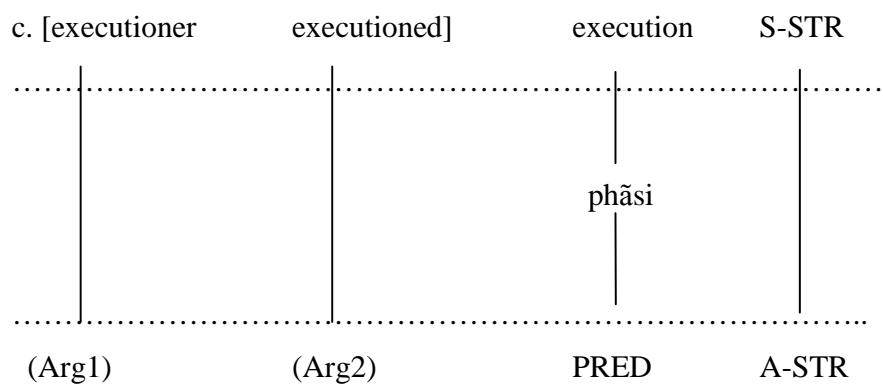 c. [executioner executioned] execution S-STR
phãsi
(Arg1) (Arg2) PRED A-STR